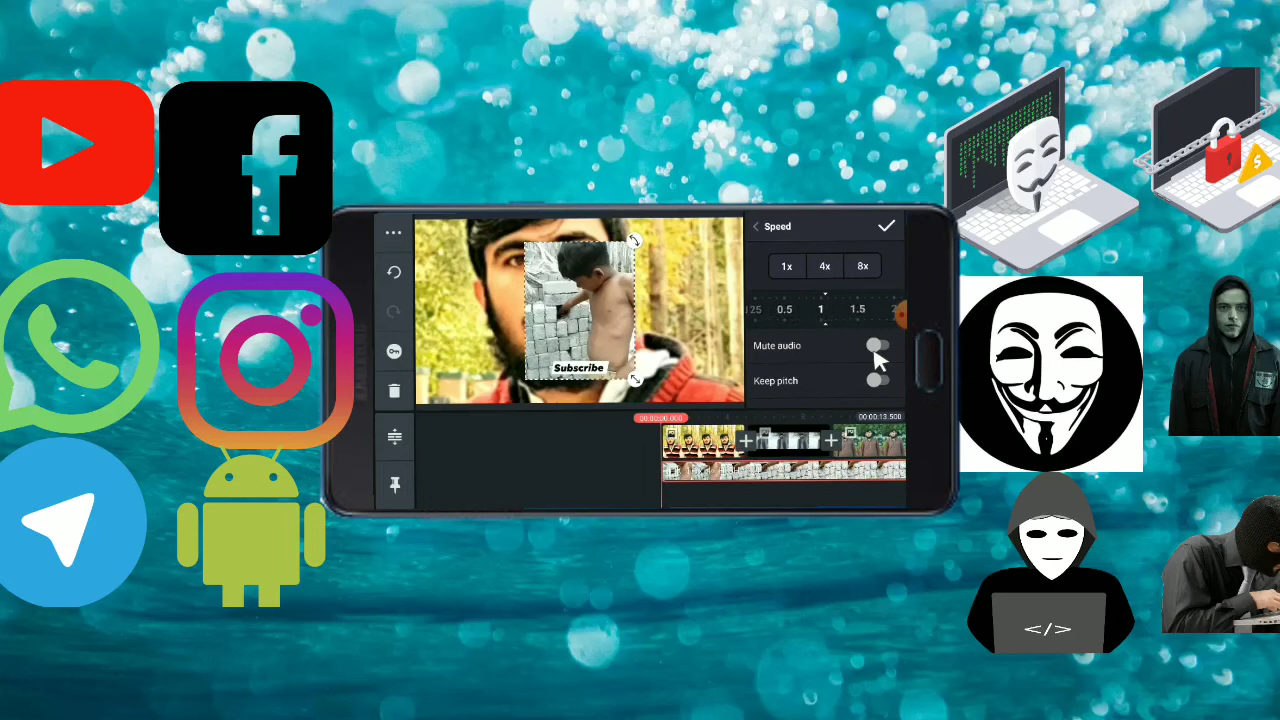 Speed
1x 4x 8x
0.5 1 1.5
Mute audio
Keep pitch
Subscribe
00:00:00.000
00:00:13.500
</>